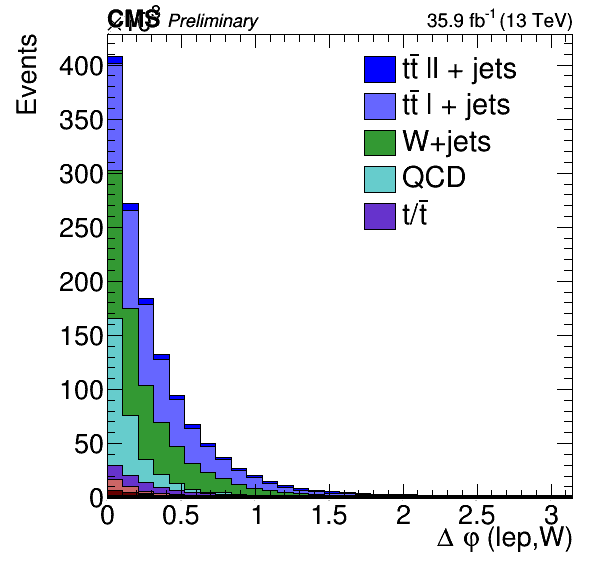 CMS Preliminary 35.9 fb⁻¹ (13 TeV)
Events
400
350
300
250
200
150
100
50
0
tt̄ ll + jets
tt̄ l + jets
W+jets
QCD
t/t̄
0 0.5 1 1.5 2 2.5 3
Δ φ (lep,W)